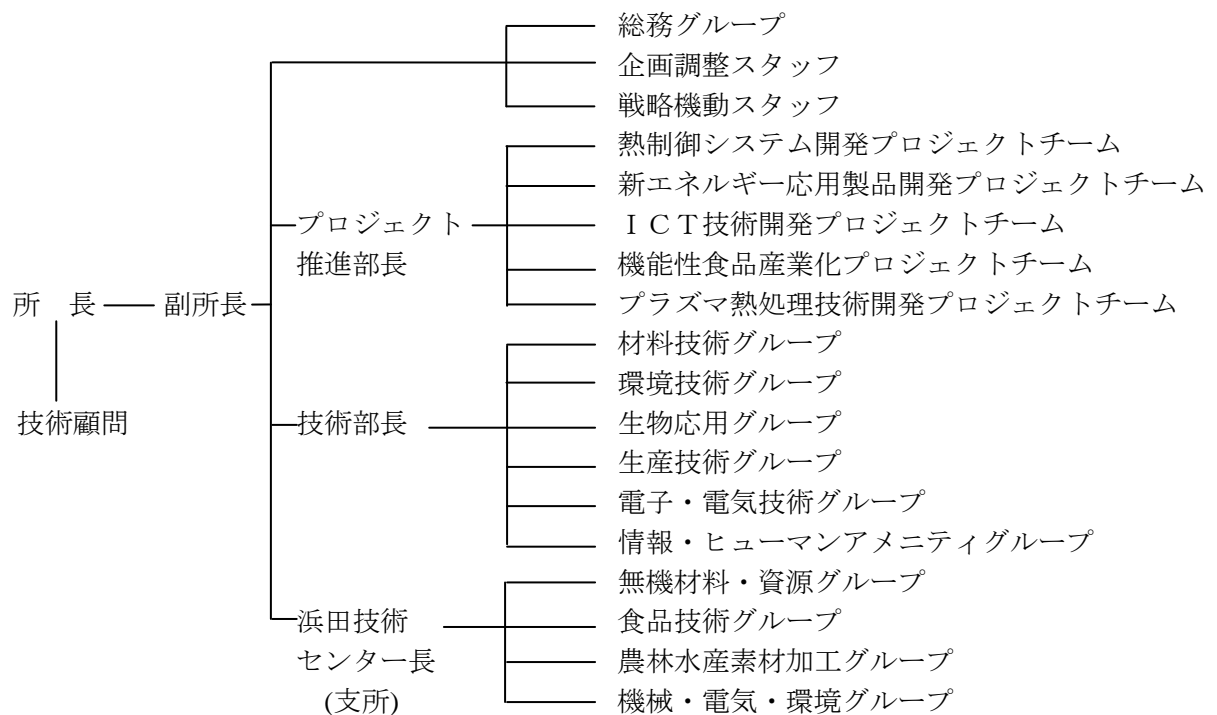 総務グループ
企画調整スタッフ
戦略機動スタッフ
熱制御システム開発プロジェクトチーム
新エネルギー応用製品開発プロジェクトチーム
プロジェクト
推進部長
ＩＣＴ技術開発プロジェクトチーム
機能性食品産業化プロジェクトチーム
所　長
副所長
プラズマ熱処理技術開発プロジェクトチーム
材料技術グループ
環境技術グループ
技術顧問
技術部長
生物応用グループ
生産技術グループ
電子・電気技術グループ
情報・ヒューマンアメニティグループ
無機材料・資源グループ
浜田技術
センター長
(支所)
食品技術グループ
農林水産素材加工グループ
機械・電気・環境グループ